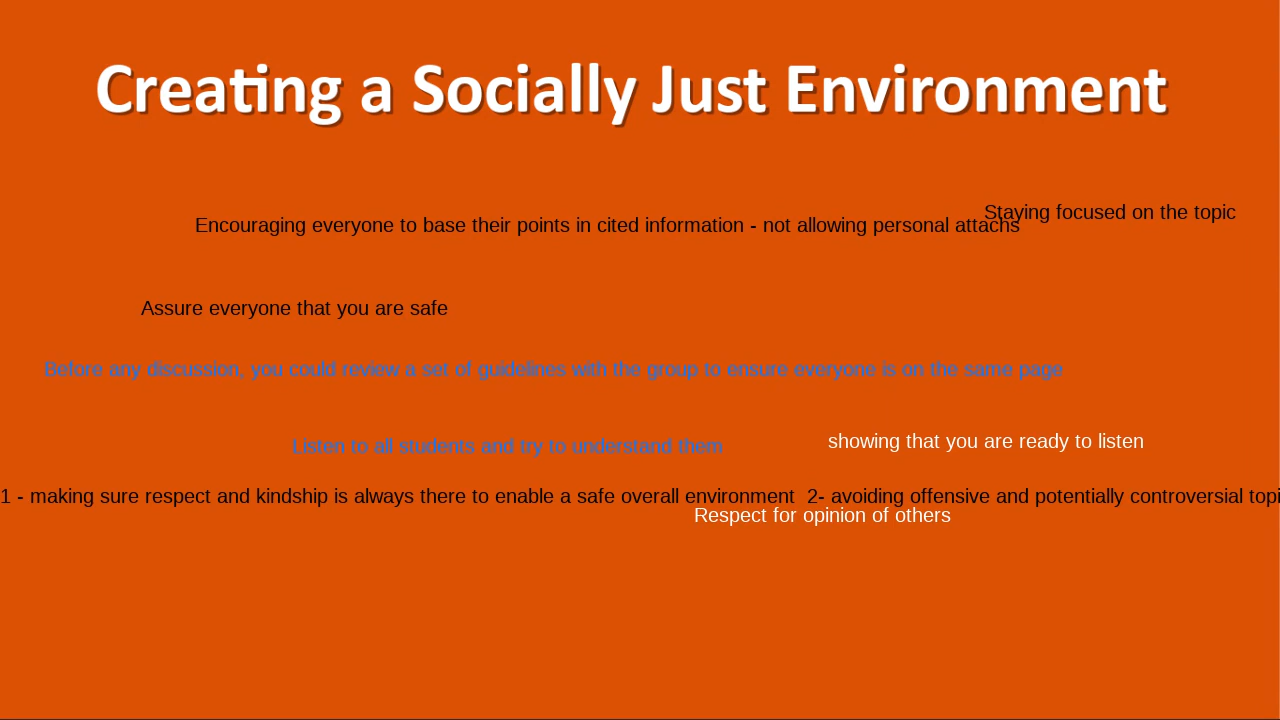 Creating a Socially Just Environment
Staying focused on the topic
Encouraging everyone to base their points in cited information - not allowing personal attachs
Assure everyone that you are safe
Before any discussion, you could review a set of guidelines with the group to ensure everyone is on the same page
showing that you are ready to listen
Listen to all students and try to understand them
1 - making sure respect and kindship is always there to enable a safe overall environment 2- avoiding offensive and potentially controversial topi
Respect for opinion of others